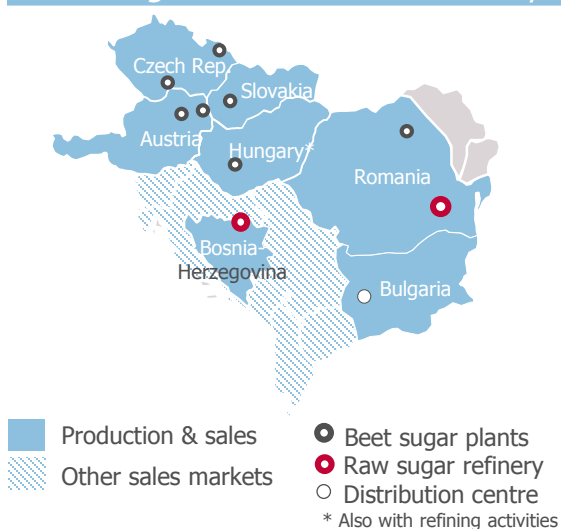 Czech Rep.
Slovakia
Austria
Hungary*
Romania
Bosnia-
Herzegovina
Bulgaria
Production & sales
Other sales markets
Beet sugar plants
Raw sugar refinery
Distribution centre
* Also with refining activities